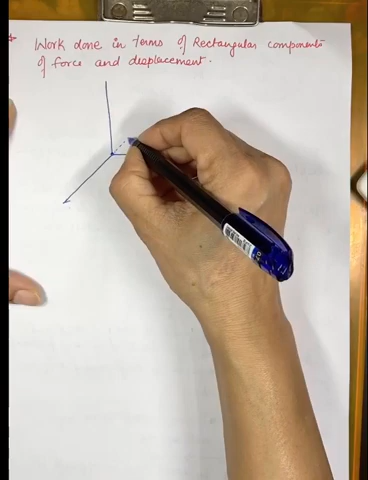 Work done in terms of Rectangular components
of force and displacement.